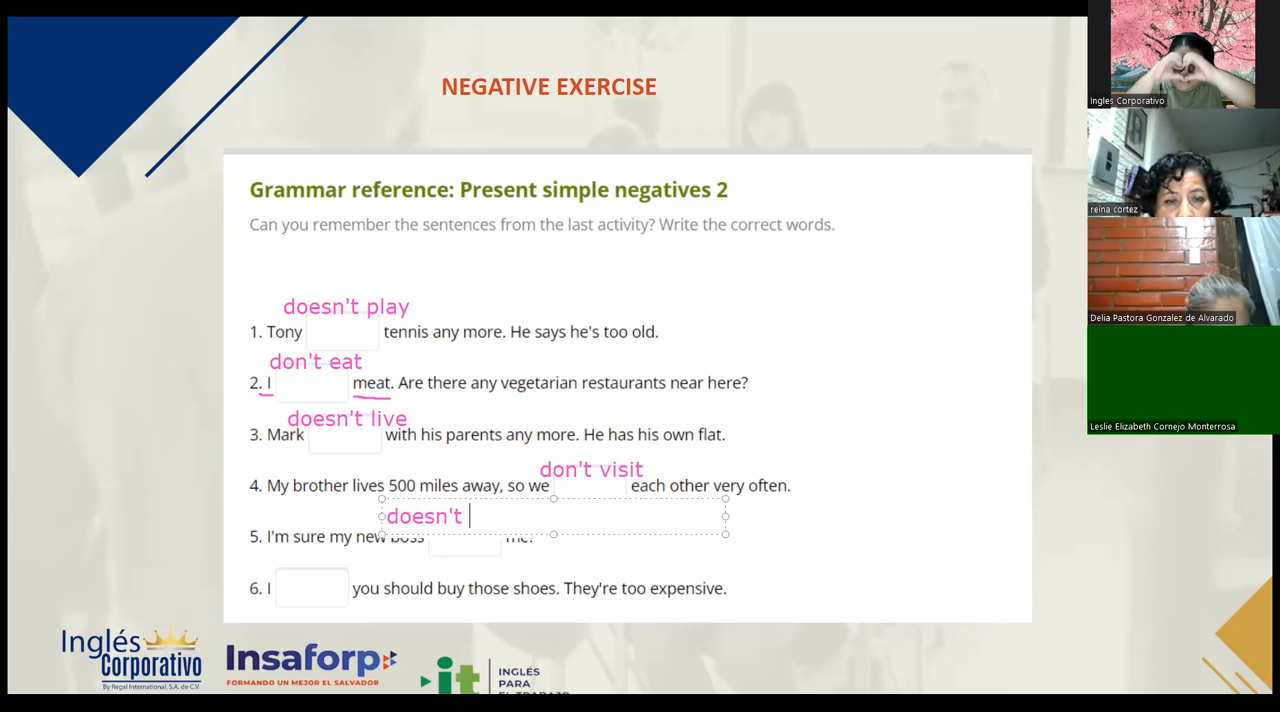 NEGATIVE EXERCISE
Grammar reference: Present simple negatives 2
Can you remember the sentences from the last activity? Write the correct words.
doesn't play
1. Tony tennis any more. He says he's too old.
don't eat
2. I meat. Are there any vegetarian restaurants near here?
doesn't live
3. Mark with his parents any more. He has his own flat.
don't visit
4. My brother lives 500 miles away, so we each other very often.
doesn't
5. I'm sure my new boss me!
6. I you should buy those shoes. They're too expensive.
Inglés
Corporativo
By Regal International, S.A. de C.V.
Insaforp
FORMANDO UN MEJOR EL SALVADOR
it
INGLÉS
PARA
EL TRABAJO
Ingles Corporativo
reina cortez
Delia Pastora Gonzalez de Alvarado
Leslie Elizabeth Cornejo Monterrosa